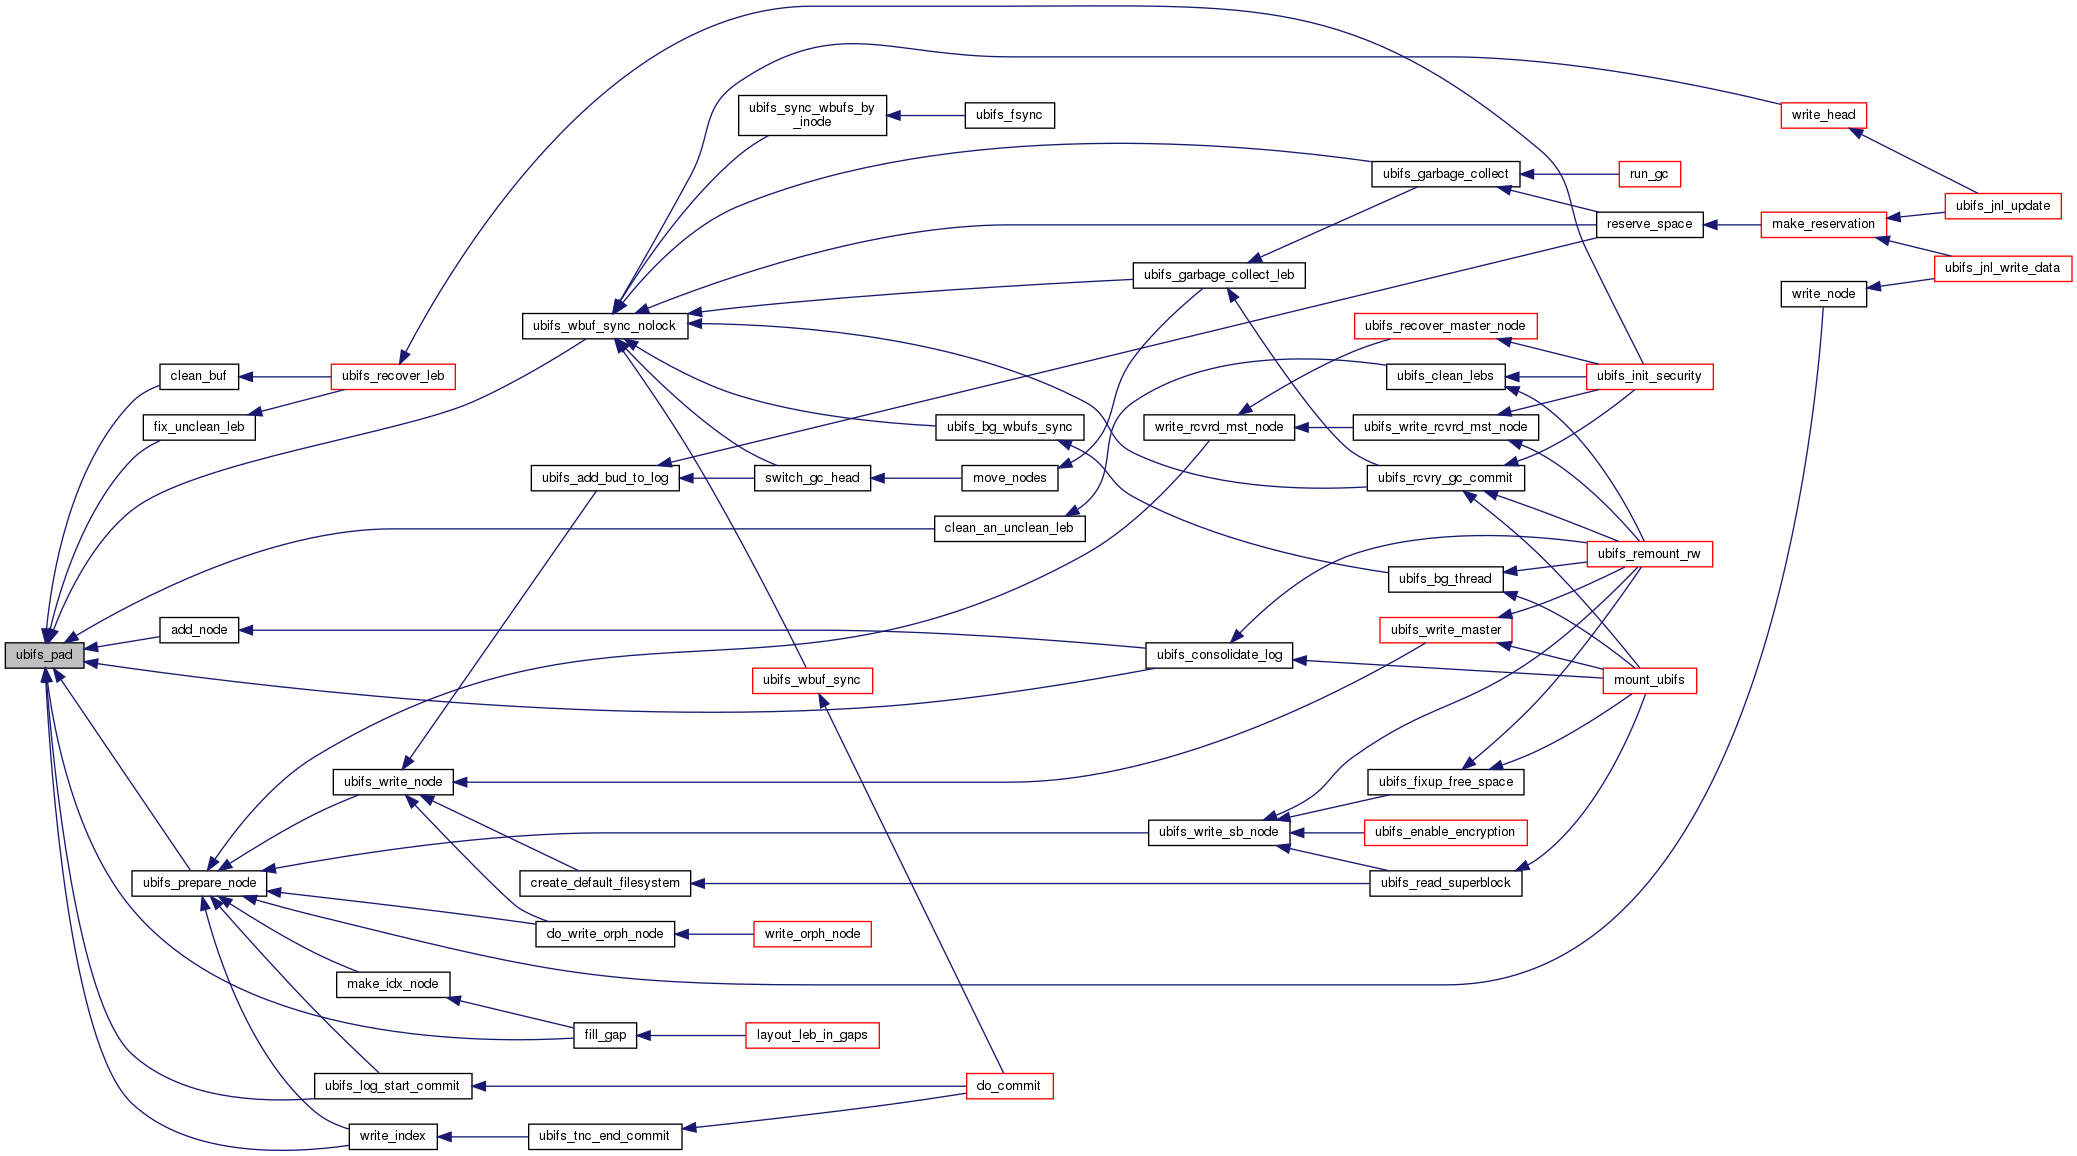 ubifs_sync_wbufs_by
_inode
ubifs_fsync
write_head
ubifs_garbage_collect
run_gc
ubifs_jnl_update
reserve_space
make_reservation
ubifs_garbage_collect_leb
ubifs_jnl_write_data
write_node
ubifs_wbuf_sync_nolock
ubifs_recover_master_node
clean_buf
ubifs_recover_leb
ubifs_clean_lebs
ubifs_init_security
fix_unclean_leb
ubifs_bg_wbufs_sync
write_rcvrd_mst_node
ubifs_write_rcvrd_mst_node
ubifs_add_bud_to_log
switch_gc_head
move_nodes
ubifs_rcvry_gc_commit
clean_an_unclean_leb
ubifs_remount_rw
ubifs_bg_thread
add_node
ubifs_write_master
ubifs_pad
ubifs_consolidate_log
ubifs_wbuf_sync
mount_ubifs
ubifs_write_node
ubifs_fixup_free_space
ubifs_write_sb_node
ubifs_enable_encryption
ubifs_prepare_node
create_default_filesystem
ubifs_read_superblock
do_write_orph_node
write_orph_node
make_idx_node
fill_gap
layout_leb_in_gaps
ubifs_log_start_commit
do_commit
write_index
ubifs_tnc_end_commit